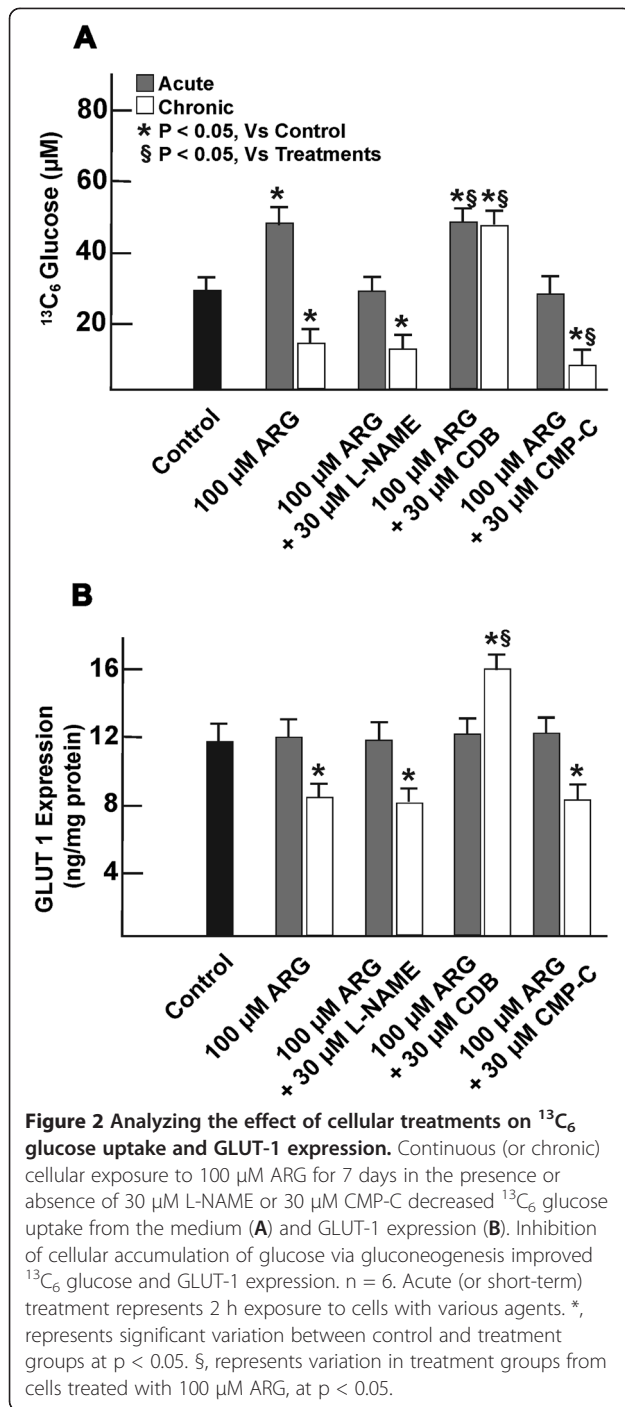 A
Acute
Chronic
* P < 0.05, Vs Control
§ P < 0.05, Vs Treatments
¹³C₆ Glucose (µM)
80
60
40
20
*
*
*
*§ *§
*§
Control
100 µM ARG
100 µM ARG
+ 30 µM L-NAME
100 µM ARG
+ 30 µM CDB
100 µM ARG
+ 30 µM CMP-C
B
GLUT 1 Expression
(ng/mg protein)
16
12
8
4
*
*
*§
*
Control
100 µM ARG
100 µM ARG
+ 30 µM L-NAME
100 µM ARG
+ 30 µM CDB
100 µM ARG
+ 30 µM CMP-C
Figure 2 Analyzing the effect of cellular treatments on ¹³C₆
glucose uptake and GLUT-1 expression. Continuous (or chronic)
cellular exposure to 100 µM ARG for 7 days in the presence or
absence of 30 µM L-NAME or 30 µM CMP-C decreased ¹³C₆ glucose
uptake from the medium (A) and GLUT-1 expression (B). Inhibition
of cellular accumulation of glucose via gluconeogenesis improved
¹³C₆ glucose and GLUT-1 expression. n = 6. Acute (or short-term)
treatment represents 2 h exposure to cells with various agents. *,
represents significant variation between control and treatment
groups at p < 0.05. §, represents variation in treatment groups from
cells treated with 100 µM ARG, at p < 0.05.